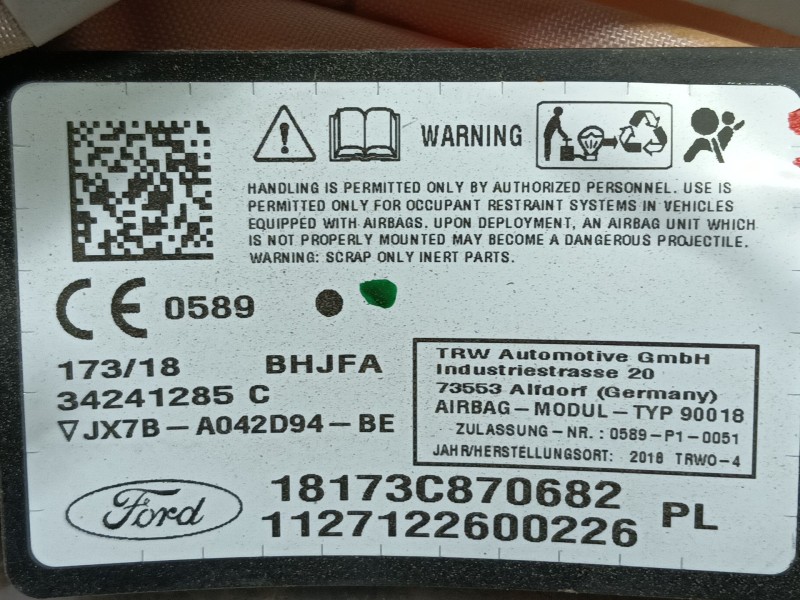 WARNING
HANDLING IS PERMITTED ONLY BY AUTHORIZED PERSONNEL. USE IS
PERMITTED ONLY FOR OCCUPANT RESTRAINT SYSTEMS IN VEHICLES
EQUIPPED WITH AIRBAGS. UPON DEPLOYMENT, AN AIRBAG UNIT WHICH
IS NOT PROPERLY MOUNTED MAY BECOME A DANGEROUS PROJECTILE.
WARNING: SCRAP ONLY INERT PARTS.
CE 0589
173/18 BHJFA
34241285 C
▽JX7B-A042D94-BE
TRW Automotive GmbH
Industriestrasse 20
73553 Alfdorf (Germany)
AIRBAG-MODUL-TYP 90018
ZULASSUNG-NR.: 0589-P1-0051
JAHR/HERSTELLUNGSORT: 2018 TRWO-4
Ford
18173C870682
1127122600226
PL